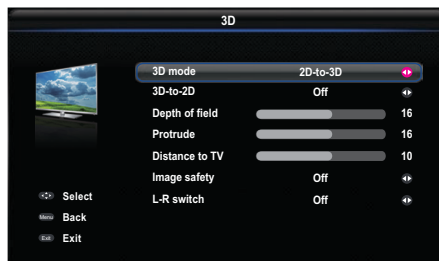 3D
3D mode 2D-to-3D
3D-to-2D Off
Depth of field 16
Protrude 16
Distance to TV 10
Image safety Off
L-R switch Off
Select
Menu Back
Exit Exit